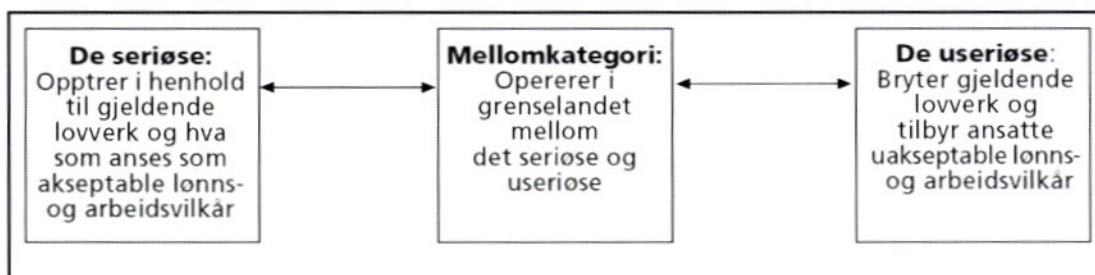 De seriøse:
Opptrer i henhold
til gjeldende
lovverk og hva
som anses som
akseptable lønns-
og arbeidsvilkår
Mellomkategori:
Opererer i
grenselandet
mellom
det seriøse og
useriøse
De useriøse:
Bryter gjeldende
lovverk og
tilbyr ansatte
uakseptable lønns-
og arbeidsvilkår